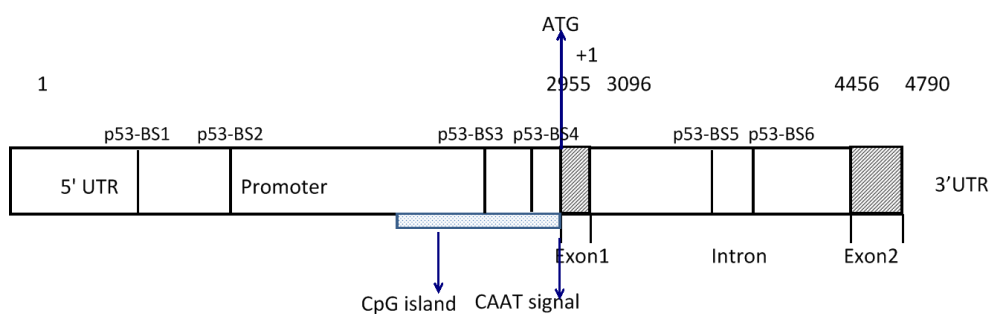 ATG
+1
1 2955 3096 4456 4790
p53-BS1 p53-BS2 p53-BS3 p53-BS4 p53-BS5 p53-BS6
5' UTR Promoter 3’UTR
Exon1 Intron Exon2
CpG island CAAT signal